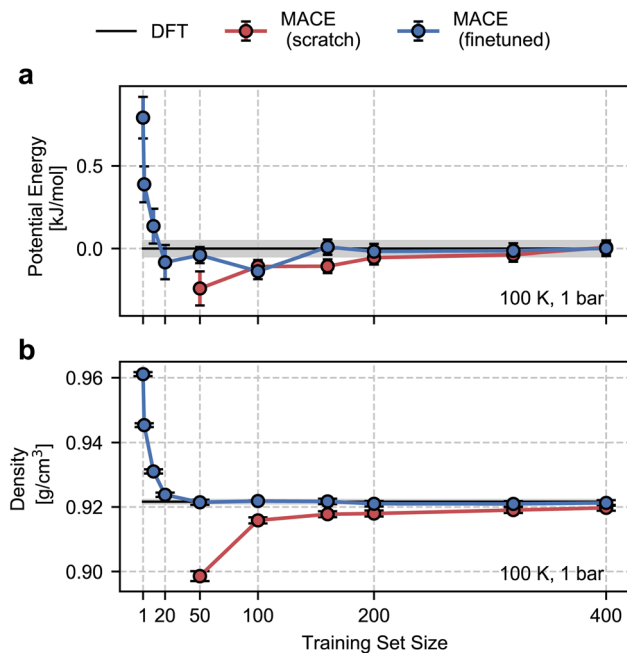 DFT
MACE
(scratch)
MACE
(finetuned)
a
Potential Energy
[kJ/mol]
0.5
0.0
100 K, 1 bar
b
Density
[g/cm³]
0.96
0.94
0.92
0.90
100 K, 1 bar
1 20 50 100 200 400
Training Set Size